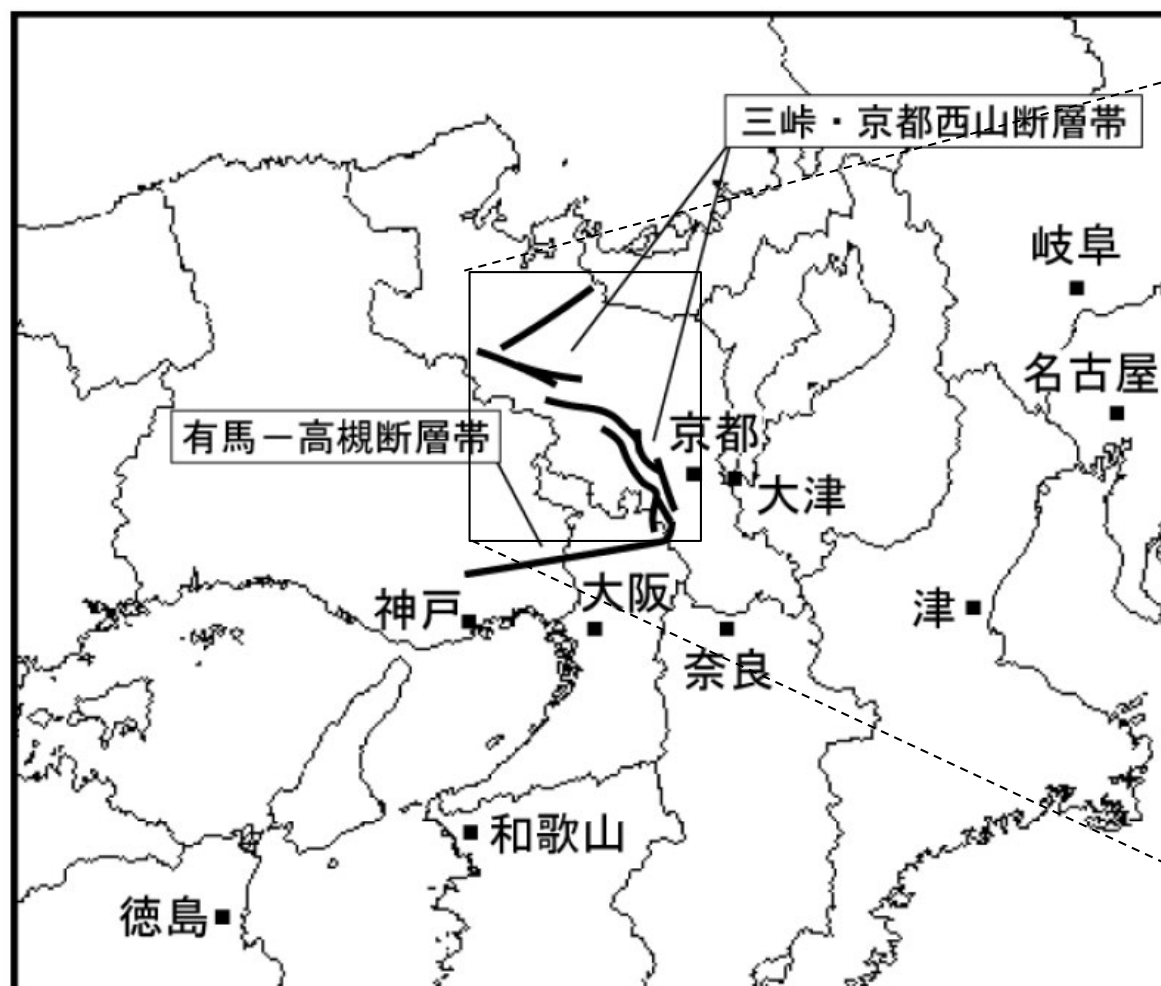 三峠・京都西山断層帯
岐阜
名古屋
有馬－高槻断層帯
京都
大津
神戸
大阪
津
奈良
和歌山
徳島